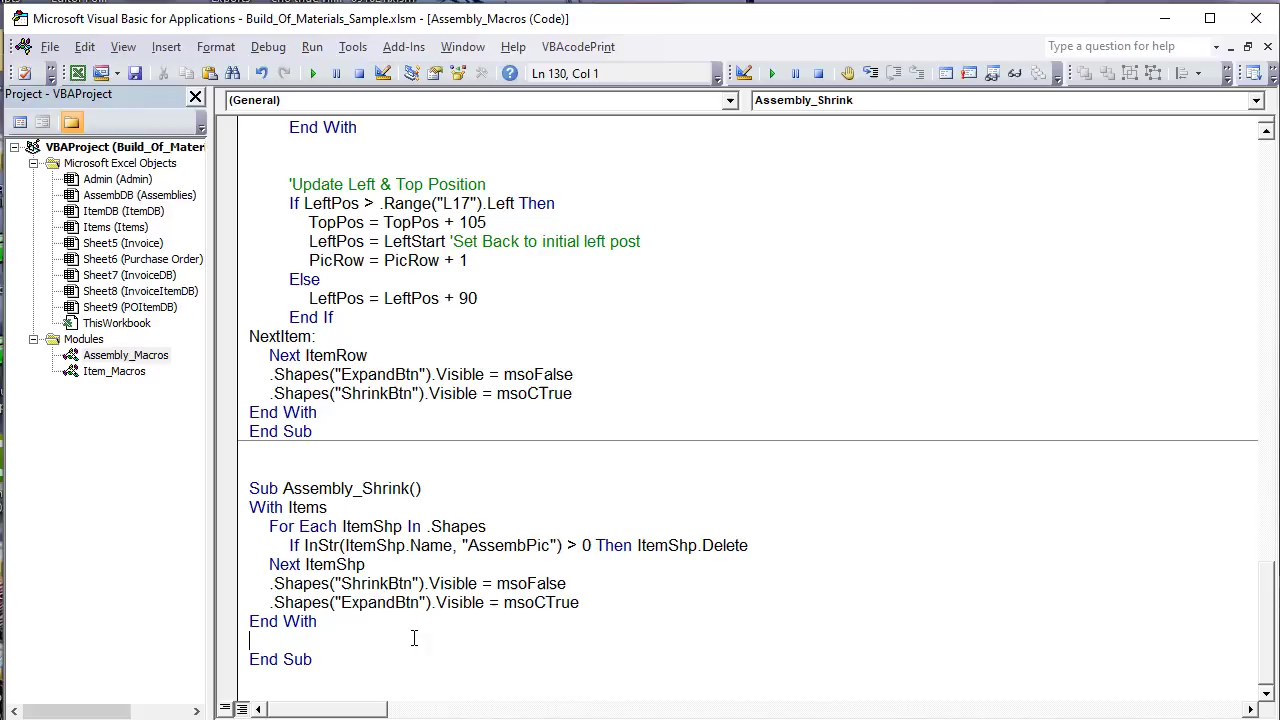 Microsoft Visual Basic for Applications - Build_Of_Materials_Sample.xlsm - [Assembly_Macros (Code)]
File Edit View Insert Format Debug Run Tools Add-Ins Window Help VBAcodePrint Type a question for help
Ln 130, Col 1
Project - VBAProject
(General) Assembly_Shrink
VBAProject (Build_Of_Mater
Microsoft Excel Objects
Admin (Admin)
AssembDB (Assemblies)
ItemDB (ItemDB)
Items (Items)
Sheet5 (Invoice)
Sheet6 (Purchase Order)
Sheet7 (InvoiceDB)
Sheet8 (InvoiceItemDB)
Sheet9 (POItemDB)
ThisWorkbook
Modules
Assembly_Macros
Item_Macros
End With
'Update Left & Top Position
If LeftPos > .Range("L17").Left Then
TopPos = TopPos + 105
LeftPos = LeftStart 'Set Back to initial left post
PicRow = PicRow + 1
Else
LeftPos = LeftPos + 90
End If
NextItem:
Next ItemRow
.Shapes("ExpandBtn").Visible = msoFalse
.Shapes("ShrinkBtn").Visible = msoCTrue
End With
End Sub
Sub Assembly_Shrink()
With Items
For Each ItemShp In .Shapes
If InStr(ItemShp.Name, "AssembPic") > 0 Then ItemShp.Delete
Next ItemShp
.Shapes("ShrinkBtn").Visible = msoFalse
.Shapes("ExpandBtn").Visible = msoCTrue
End With
End Sub